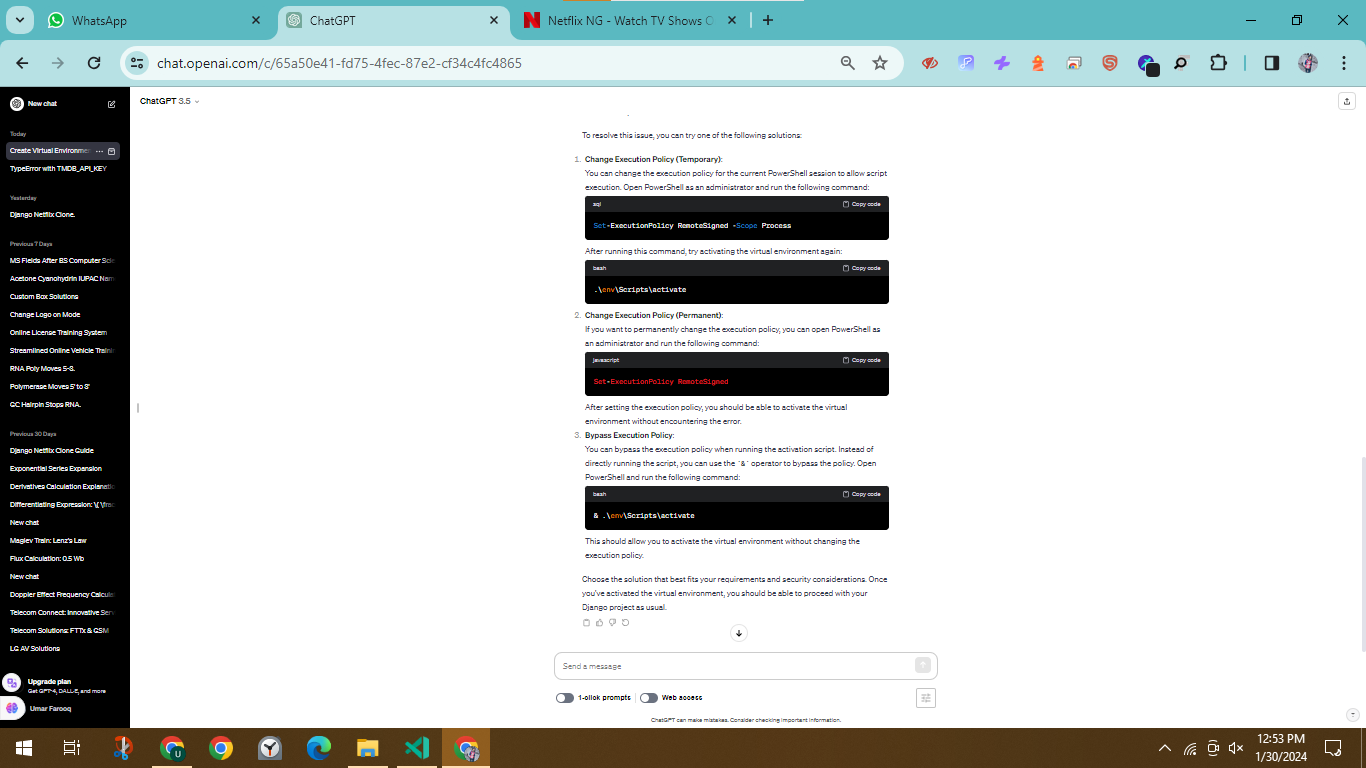 WhatsApp
ChatGPT
Netflix NG - Watch TV Shows O
chat.openai.com/c/65a50e41-fd75-4fec-87e2-cf34c4fc4865
New chat
ChatGPT 3.5
Today
Create Virtual Environmen
TypeError with TMDB_API_KEY
Yesterday
Django Netflix Clone.
Previous 7 Days
MS Fields After BS Computer Scie
Acetone Cyanohydrin IUPAC Nam
Custom Box Solutions
Change Logo on Mode
Online License Training System
Streamlined Online Vehicle Traini
RNA Poly Moves 5-3.
Polymerase Moves 5' to 3'
GC Hairpin Stops RNA.
Previous 30 Days
Django Netflix Clone Guide
Exponential Series Expansion
Derivatives Calculation Explanatio
Differentiating Expression: \( \frac
New chat
Maglev Train: Lenz's Law
Flux Calculation: 0.5 Wb
New chat
Doppler Effect Frequency Calcula
Telecom Connect: Innovative Serv
Telecom Solutions: FTTx & GSM
LG AV Solutions
Upgrade plan
Get GPT-4, DALL·E, and more
Umar Farooq
To resolve this issue, you can try one of the following solutions:
1. Change Execution Policy (Temporary):
You can change the execution policy for the current PowerShell session to allow script
execution. Open PowerShell as an administrator and run the following command:
sql Copy code
Set-ExecutionPolicy RemoteSigned -Scope Process
After running this command, try activating the virtual environment again:
bash Copy code
.\env\Scripts\activate
2. Change Execution Policy (Permanent):
If you want to permanently change the execution policy, you can open PowerShell as
an administrator and run the following command:
javascript Copy code
Set-ExecutionPolicy RemoteSigned
After setting the execution policy, you should be able to activate the virtual
environment without encountering the error.
3. Bypass Execution Policy:
You can bypass the execution policy when running the activation script. Instead of
directly running the script, you can use the `&` operator to bypass the policy. Open
PowerShell and run the following command:
bash Copy code
& .\env\Scripts\activate
This should allow you to activate the virtual environment without changing the
execution policy.
Choose the solution that best fits your requirements and security considerations. Once
you've activated the virtual environment, you should be able to proceed with your
Django project as usual.
Send a message
1-click prompts
Web access
ChatGPT can make mistakes. Consider checking important information.
12:53 PM
1/30/2024